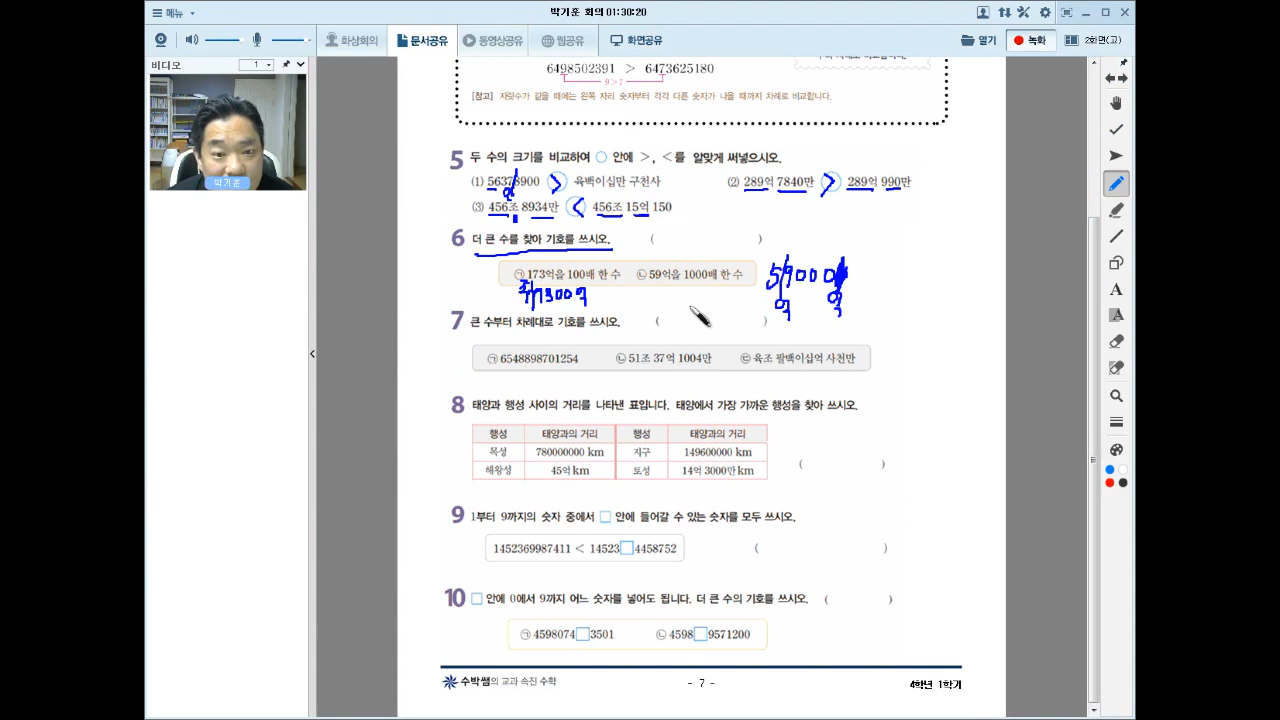 메뉴
박기훈 회의 01:30:20
화상회의 문서공유 동영상공유 웹공유 화면공유
열기 녹화 2화면(고)
비디오 1
박기훈
6498502391 > 6473625180
9>7
[참고] 자릿수가 같을 때에는 왼쪽 자리 숫자부터 각각 다른 숫자가 나올 때까지 차례로 비교합니다.
5 두 수의 크기를 비교하여 ○ 안에 >, <를 알맞게 써넣으시오.
(1) 56378900 > 육백이십만 구천사 (2) 289억 7840만 > 289억 990만
(3) 456조 8934만 < 456조 15억 150
6 더 큰 수를 찾아 기호를 쓰시오. ( )
㉠ 173억을 100배 한 수 ㉡ 59억을 1000배 한 수
7 큰 수부터 차례대로 기호를 쓰시오. ( )
㉠ 6548898701254 ㉡ 51조 37억 1004만 ㉢ 육조 팔백이십억 사천만
8 태양과 행성 사이의 거리를 나타낸 표입니다. 태양에서 가장 가까운 행성을 찾아 쓰시오.
행성 태양과의 거리 행성 태양과의 거리
목성 780000000 km 지구 149600000 km
해왕성 45억 km 토성 14억 3000만 km
( )
9 1부터 9까지의 숫자 중에서 □ 안에 들어갈 수 있는 숫자를 모두 쓰시오.
1452369987411 < 14523□4458752 ( )
10 □ 안에 0에서 9까지 어느 숫자를 넣어도 됩니다. 더 큰 수의 기호를 쓰시오. ( )
㉠ 4598074□3501 ㉡ 4598□9571200
수박쌤의 교과 속진 수학 - 7 - 4학년 1학기